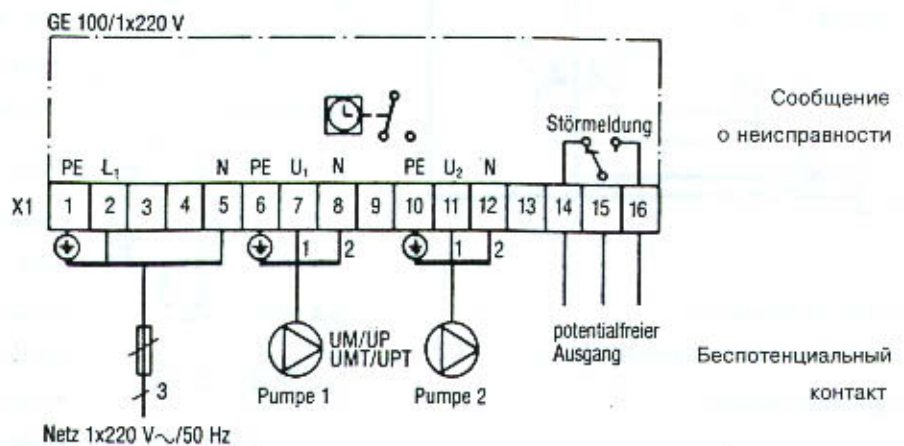 GE 100/1x220 V
Сообщение
о неисправности
Störmeldung
PE L1 N PE U1 N PE U2 N
X1 1 2 3 4 5 6 7 8 9 10 11 12 13 14 15 16
1 2 1 2
UM/UP
UMT/UPT
Pumpe 1
Pumpe 2
potentialfreier
Ausgang
Беспотенциальный
контакт
3
Netz 1x220 V~/50 Hz